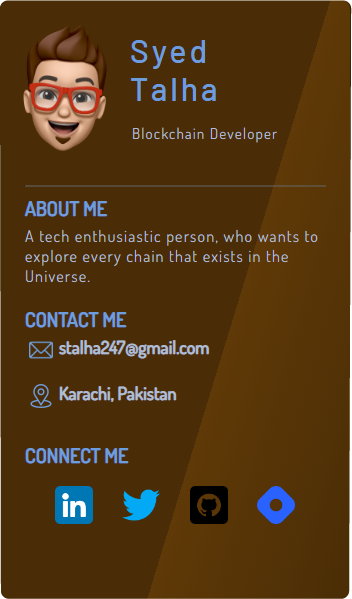 Syed
Talha
Blockchain Developer
ABOUT ME
A tech enthusiastic person, who wants to
explore every chain that exists in the
Universe.
CONTACT ME
stalha247@gmail.com
Karachi, Pakistan
CONNECT ME
in